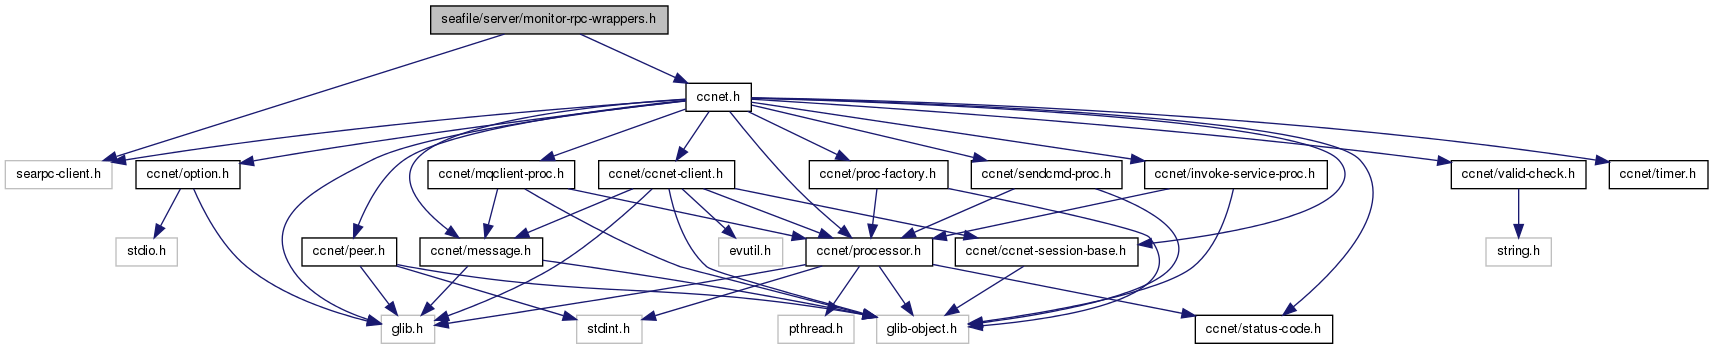 seafile/server/monitor-rpc-wrappers.h
ccnet.h
searpc-client.h
ccnet/option.h
ccnet/mqclient-proc.h
ccnet/ccnet-client.h
ccnet/proc-factory.h
ccnet/sendcmd-proc.h
ccnet/invoke-service-proc.h
ccnet/valid-check.h
ccnet/timer.h
stdio.h
ccnet/peer.h
ccnet/message.h
evutil.h
ccnet/processor.h
ccnet/ccnet-session-base.h
string.h
glib.h
stdint.h
pthread.h
glib-object.h
ccnet/status-code.h